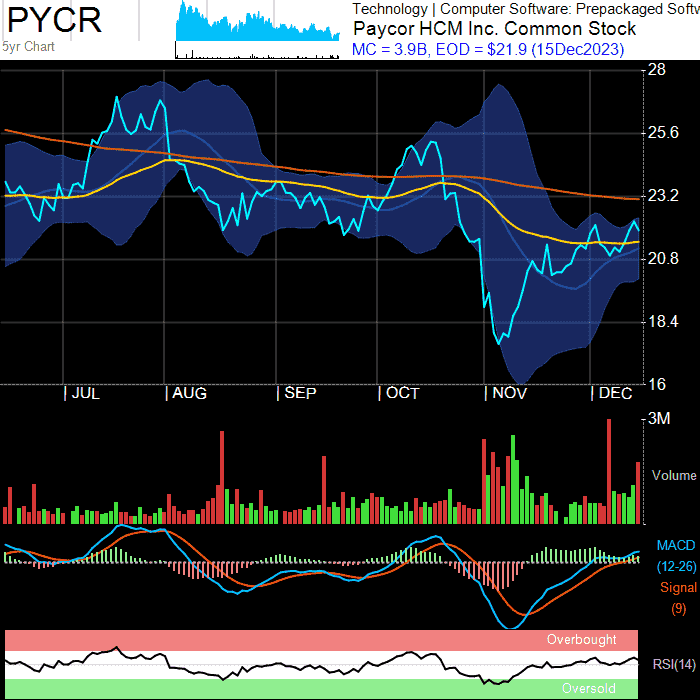 PYCR
5yr Chart
Technology | Computer Software: Prepackaged Softw
Paycor HCM Inc. Common Stock
MC = 3.9B, EOD = $21.9 (15Dec2023)
28
25.6
23.2
20.8
18.4
16
| JUL | AUG | SEP | OCT | NOV | DEC
3M
Volume
MACD
(12-26)
Signal
(9)
Overbought
RSI(14)
Oversold